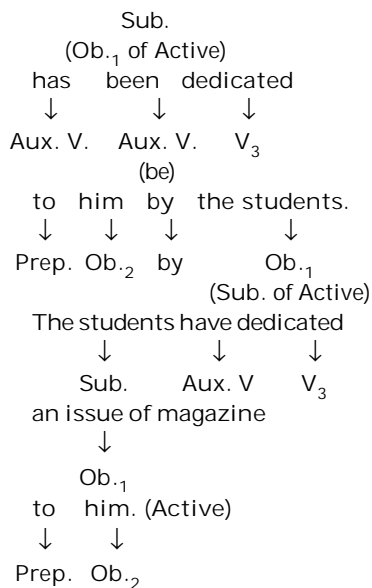 Sub.
(Ob.₁ of Active)
has been dedicated
↓ ↓ ↓
Aux. V. Aux. V. V₃
(be)
to him by the students.
↓ ↓ ↓ ↓
Prep. Ob.₂ by Ob.₁
(Sub. of Active)
The students have dedicated
↓ ↓ ↓
Sub. Aux. V V₃
an issue of magazine
↓
Ob.₁
to him. (Active)
↓ ↓
Prep. Ob.₂